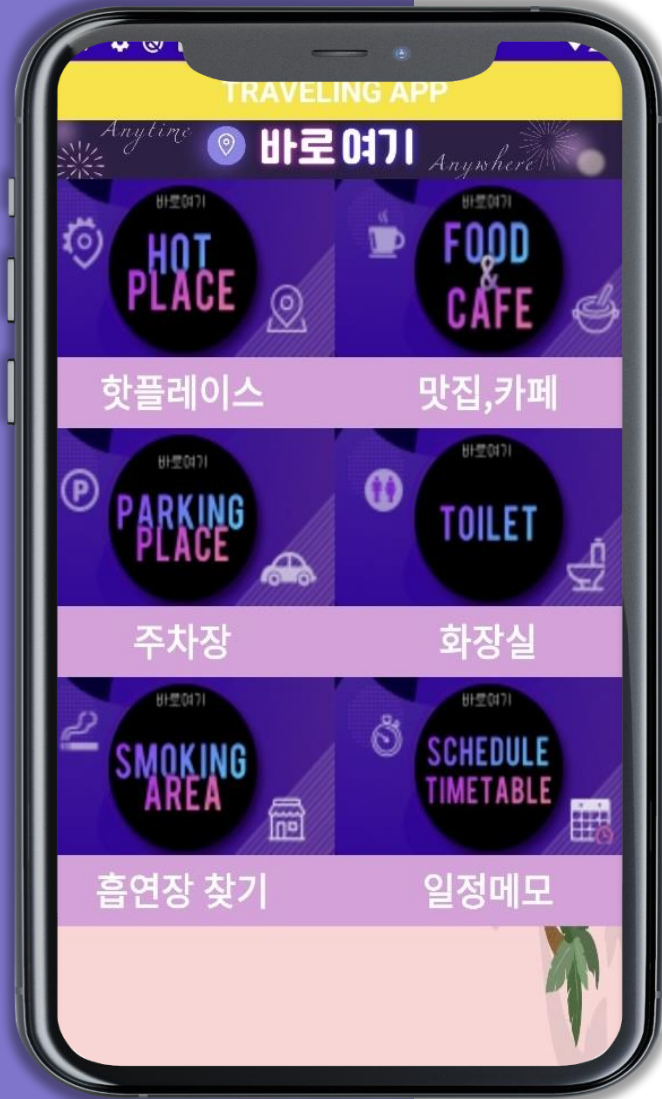 TRAVELING APP
Anytime
바로여기
Anywhere
바로여기
HOT
PLACE
바로여기
FOOD
&
CAFE
핫플레이스
맛집,카페
바로여기
PARKING
PLACE
바로여기
TOILET
주차장
화장실
바로여기
SMOKING
AREA
바로여기
SCHEDULE
TIMETABLE
흡연장 찾기
일정메모